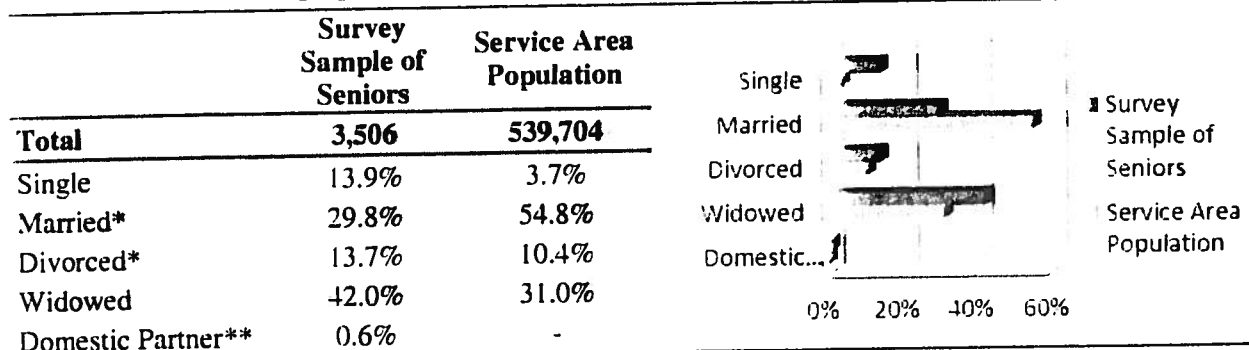 Survey Sample of Seniors
Service Area Population
Total 3,506 539,704
Single 13.9% 3.7%
Married* 29.8% 54.8%
Divorced* 13.7% 10.4%
Widowed 42.0% 31.0%
Domestic Partner** 0.6% -
Single
Married
Divorced
Widowed
Domestic...
0% 20% 40% 60%
Survey
Sample of
Seniors
Service Area
Population